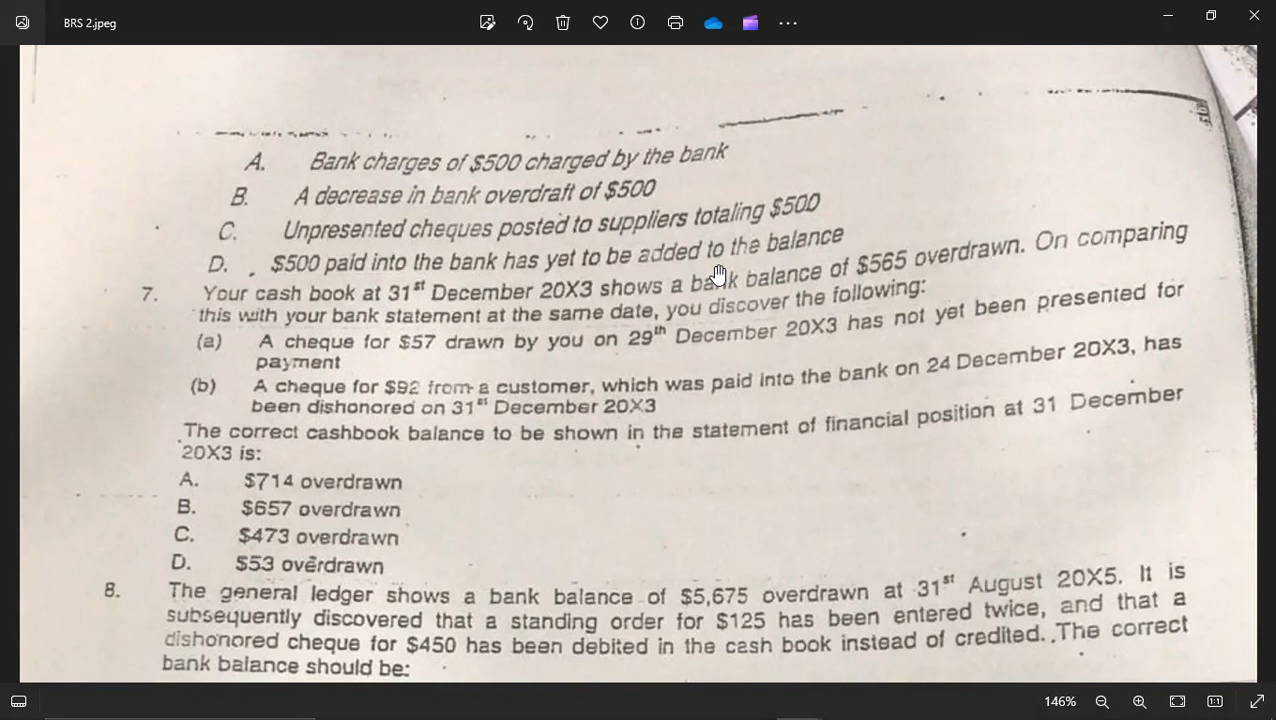 BRS 2.jpeg
A. Bank charges of $500 charged by the bank
B. A decrease in bank overdraft of $500
C. Unpresented cheques posted to suppliers totaling $500
D. $500 paid into the bank has yet to be added to the balance
7. Your cash book at 31st December 20X3 shows a bank balance of $565 overdrawn. On comparing
this with your bank statement at the same date, you discover the following:
(a) A cheque for $57 drawn by you on 29th December 20X3 has not yet been presented for
payment
(b) A cheque for $92 from a customer, which was paid into the bank on 24 December 20X3, has
been dishonored on 31st December 20X3
The correct cashbook balance to be shown in the statement of financial position at 31 December
20X3 is:
A. $714 overdrawn
B. $657 overdrawn
C. $473 overdrawn
D. $53 overdrawn
8. The general ledger shows a bank balance of $5,675 overdrawn at 31st August 20X5. It is
subsequently discovered that a standing order for $125 has been entered twice, and that a
dishonored cheque for $450 has been debited in the cash book instead of credited. The correct
bank balance should be:
146%
1:1